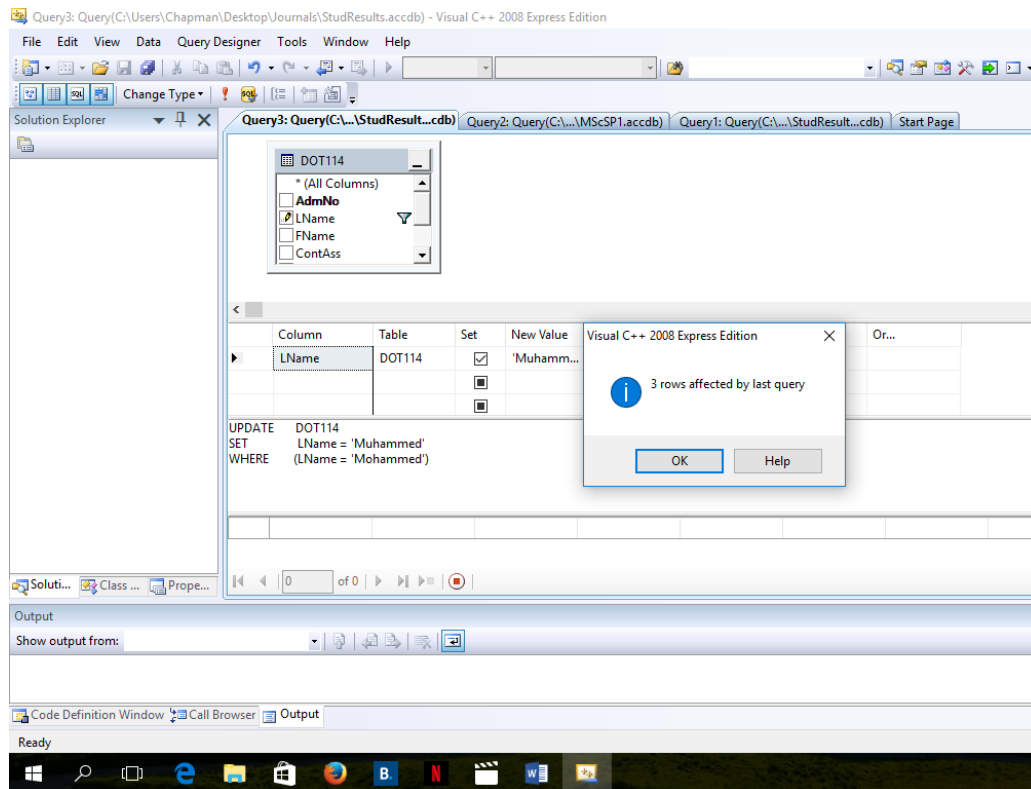 Query3: Query(C:\Users\Chapman\Desktop\Journals\StudResults.accdb) - Visual C++ 2008 Express Edition
File Edit View Data Query Designer Tools Window Help
Change Type
Solution Explorer
Query3: Query(C:\...\StudResult...cdb) Query2: Query(C:\...\MScSP1.accdb) Query1: Query(C:\...\StudResult...cdb) Start Page
DOT114
* (All Columns)
AdmNo
LName
FName
ContAss
Column Table Set New Value Or...
LName DOT114 'Muhamm...
Visual C++ 2008 Express Edition
3 rows affected by last query
OK Help
UPDATE DOT114
SET LName = 'Muhammed'
WHERE (LName = 'Mohammed')
0 of 0
Soluti... Class ... Prope...
Output
Show output from:
Code Definition Window Call Browser Output
Ready
B.
N